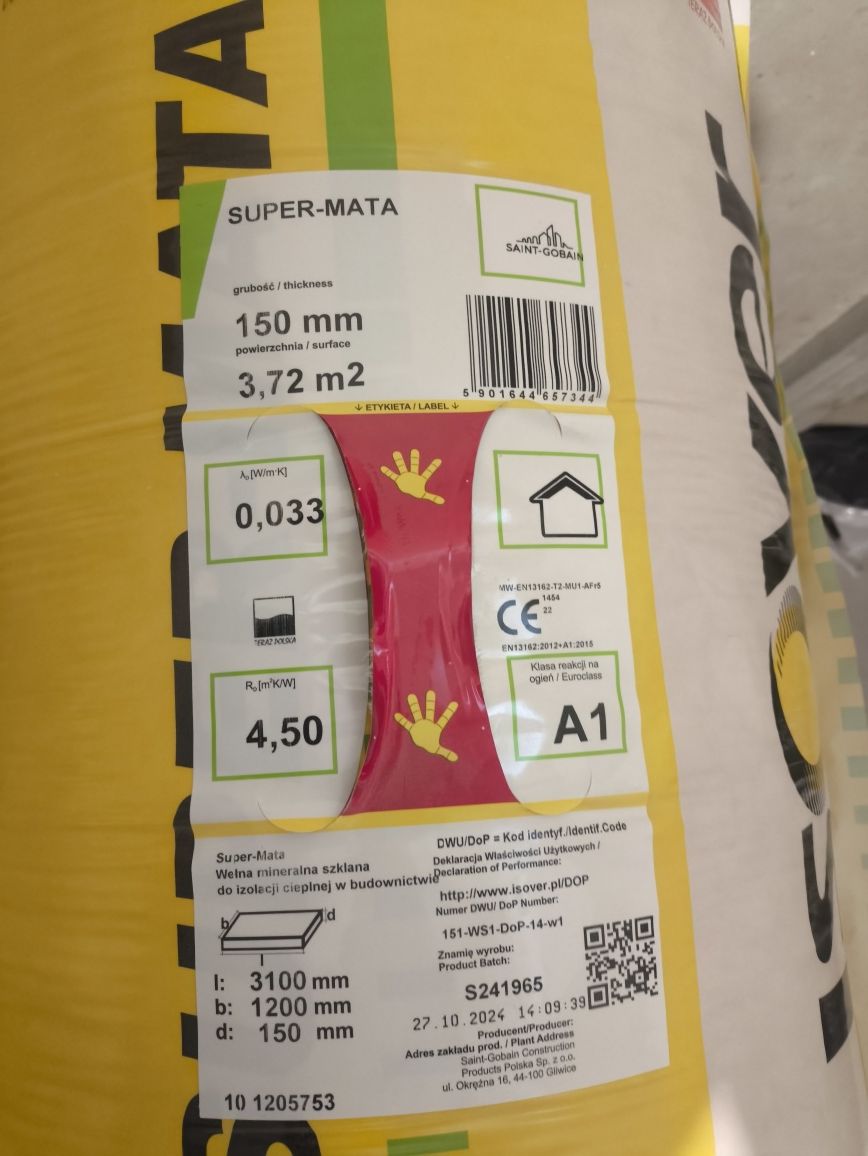 SUPER-MATA
SUPER-MATA
SAINT-GOBAIN
grubość / thickness
150 mm
powierzchnia / surface
3,72 m2
5 901644 657344
↓ ETYKIETA / LABEL ↓
λD[W/m·K]
0,033
TERAZ POLSKA
RD[m²K/W]
4,50
MW-EN13162-T2-MU1-AFr5
CE 1454
22
EN13162:2012+A1:2015
Klasa reakcji na
ogień / Euroclass
A1
Super-Mata
Wełna mineralna szklana
do izolacji cieplnej w budownictwie
b
d
l: 3100 mm
b: 1200 mm
d: 150 mm
10 1205753
DWU/DoP = Kod identyf./Identif.Code
Deklaracja Właściwości Użytkowych /
Declaration of Performance:
http://www.isover.pl/DOP
Numer DWU/ DoP Number:
151-WS1-DoP-14-w1
Znamię wyrobu:
Product Batch:
S241965
27.10.2024 14:09:39
Producent/Producer:
Adres zakładu prod. / Plant Address
Saint-Gobain Construction
Products Polska Sp. z o.o.
ul. Okrężna 16, 44-100 Gliwice
isover